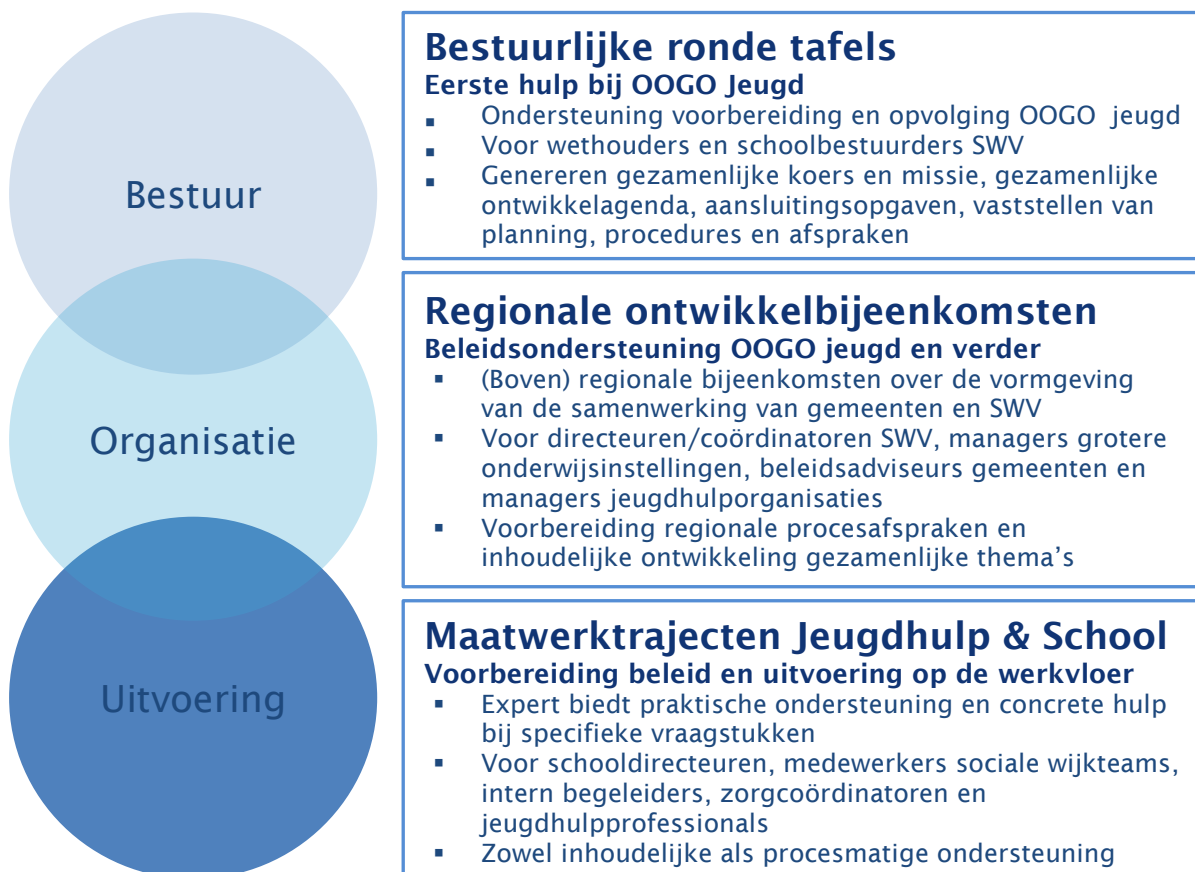 Bestuur
Bestuurlijke ronde tafels
Eerste hulp bij OOGO Jeugd
▪ Ondersteuning voorbereiding en opvolging OOGO jeugd
▪ Voor wethouders en schoolbestuurders SWV
▪ Genereren gezamenlijke koers en missie, gezamenlijke
ontwikkelagenda, aansluitingsopgaven, vaststellen van
planning, procedures en afspraken
Organisatie
Regionale ontwikkelbijeenkomsten
Beleidsondersteuning OOGO jeugd en verder
▪ (Boven) regionale bijeenkomsten over de vormgeving
van de samenwerking van gemeenten en SWV
▪ Voor directeuren/coördinatoren SWV, managers grotere
onderwijsinstellingen, beleidsadviseurs gemeenten en
managers jeugdhulporganisaties
▪ Voorbereiding regionale procesafspraken en
inhoudelijke ontwikkeling gezamenlijke thema's
Uitvoering
Maatwerktrajecten Jeugdhulp & School
Voorbereiding beleid en uitvoering op de werkvloer
▪ Expert biedt praktische ondersteuning en concrete hulp
bij specifieke vraagstukken
▪ Voor schooldirecteuren, medewerkers sociale wijkteams,
intern begeleiders, zorgcoördinatoren en
jeugdhulpprofessionals
▪ Zowel inhoudelijke als procesmatige ondersteuning